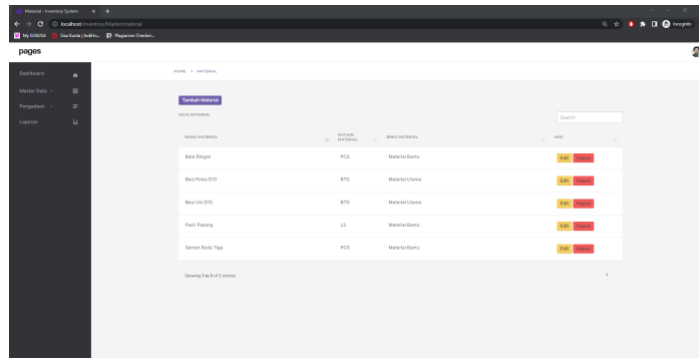 Material - Inventory System
localhost/inventory/Master/material
Incognito
pages
Dashboard
Master Data
Pengadaan
Laporan
HOME > MATERIAL
Tambah Material
DATA MATERIAL
Search
NAMA MATERIAL
SATUAN MATERIAL
JENIS MATERIAL
AKSI
Bata Ringan PCS Material Bantu Edit Hapus
Besi Polos D10 BTG Material Utama Edit Hapus
Besi Ulir D10 BTG Material Utama Edit Hapus
Pasir Pasang LS Material Bantu Edit Hapus
Semen Roda Tiga PCS Material Bantu Edit Hapus
Showing 1 to 5 of 5 entries
1